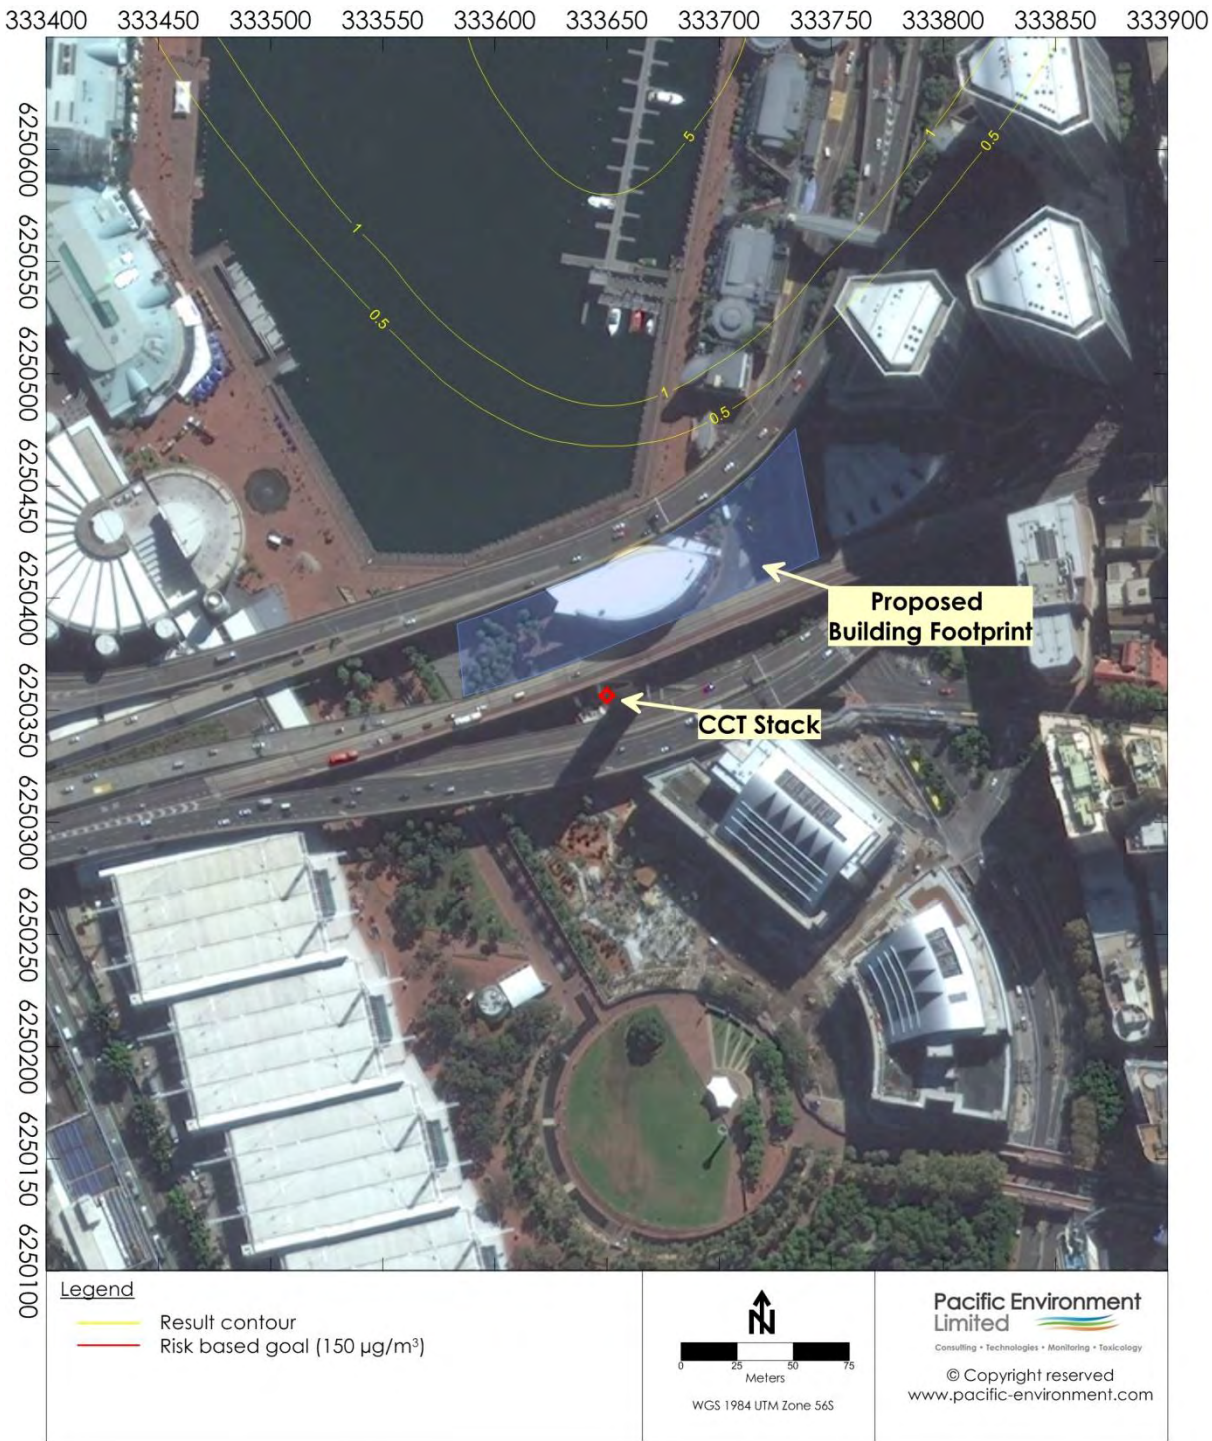 333400 333450 333500 333550 333600 333650 333700 333750 333800 333850 333900
6250600
6250550
6250500
6250450
6250400
6250350
6250300
6250250
6250200
6250150
6250100
5
1
0.5
1
0.5
1
0.5
Proposed
Building Footprint
CCT Stack
Legend
Result contour
Risk based goal (150 µg/m³)
N
0 25 50 75
Meters
WGS 1984 UTM Zone 56S
Pacific Environment
Limited
Consulting • Technologies • Monitoring • Toxicology
© Copyright reserved
www.pacific-environment.com